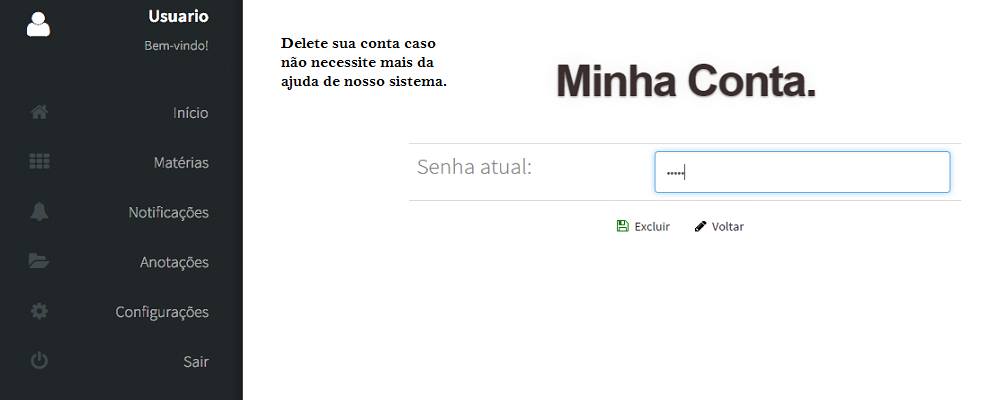 Usuario
Bem-vindo!
Início
Matérias
Notificações
Anotações
Configurações
Sair
Delete sua conta caso
não necessite mais da
ajuda de nosso sistema.
Minha Conta.
Senha atual:
•••••
Excluir
Voltar